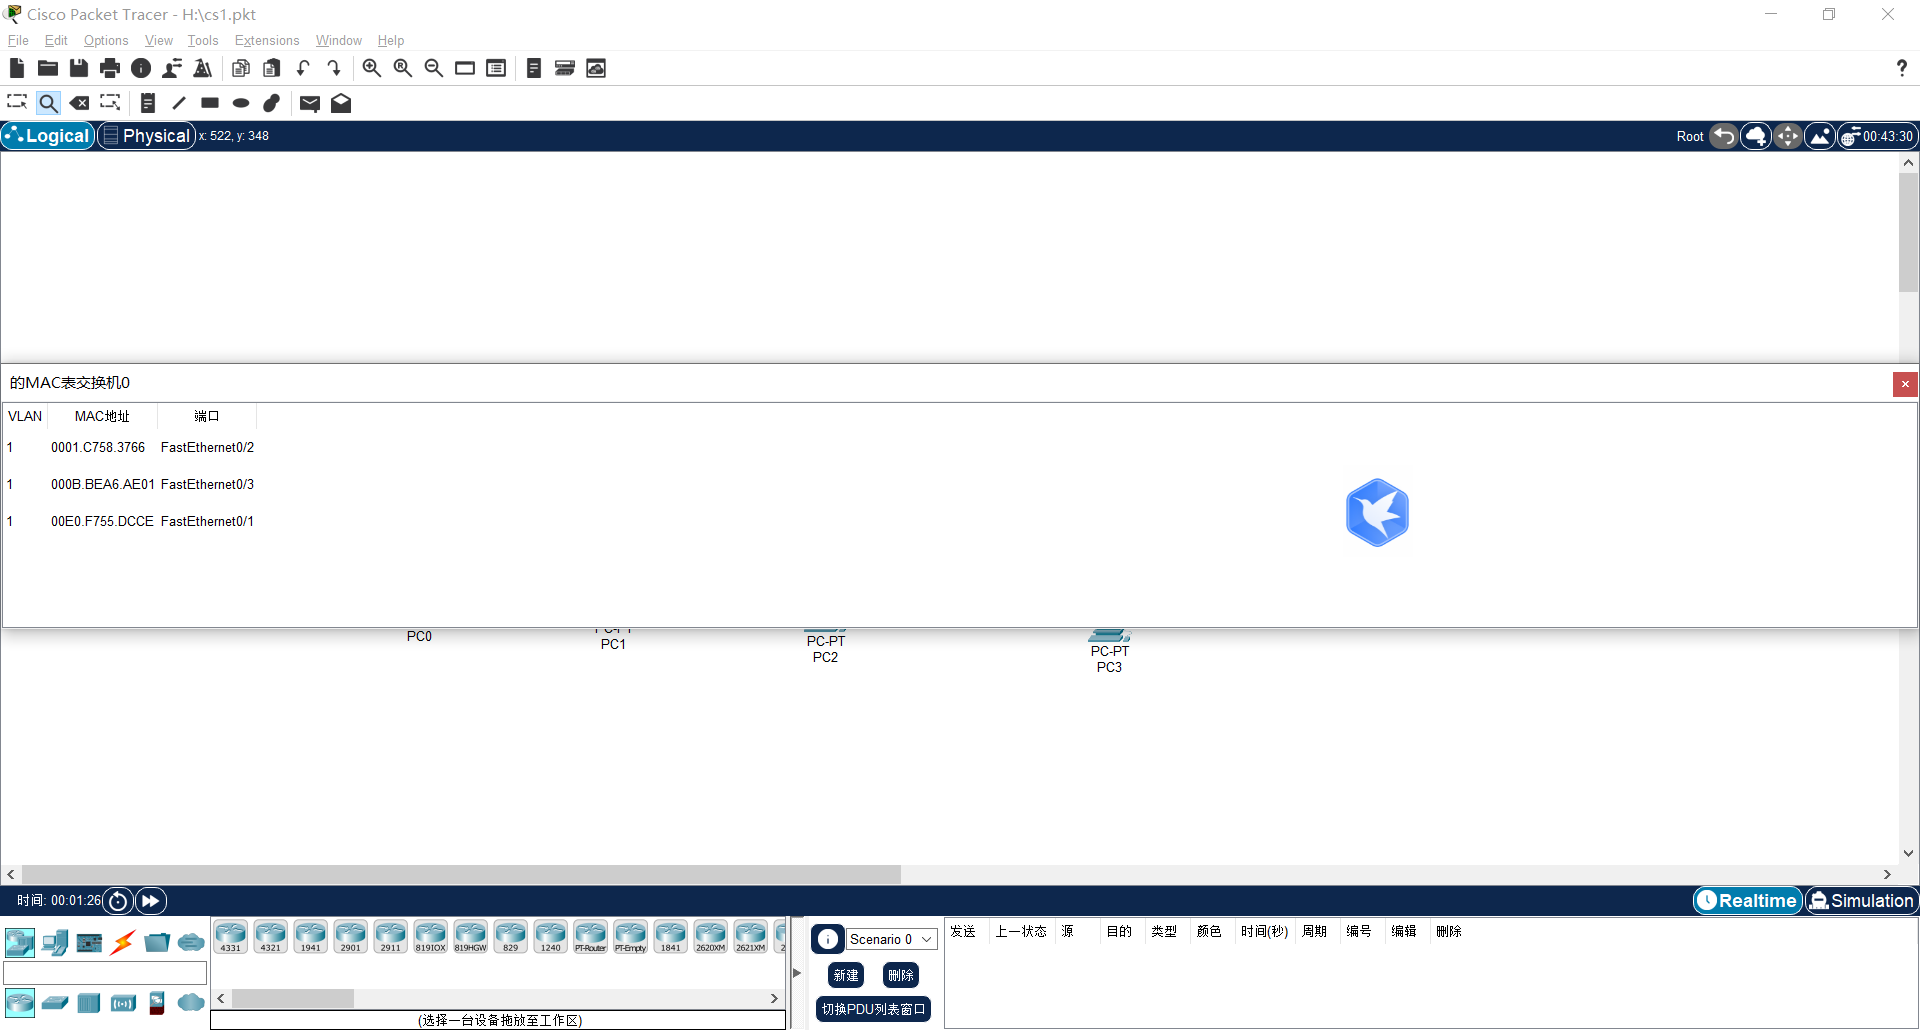 Cisco Packet Tracer - H:\cs1.pkt
File Edit Options View Tools Extensions Window Help
?
Logical Physical x: 522, y: 348 Root 00:43:30
的MAC表交换机0
VLAN MAC地址 端口
1 0001.C758.3766 FastEthernet0/2
1 000B.BEA6.AE01 FastEthernet0/3
1 00E0.F755.DCCE FastEthernet0/1
PC0
PC-PT
PC1
PC-PT
PC2
PC-PT
PC3
时间: 00:01:26 Realtime Simulation
4331 4321 1941 2901 2911 819IOX 819HGW 829 1240 PT-Router PT-Empty 1841 2620XM 2621XM 2
(选择一台设备拖放至工作区)
Scenario 0
新建 删除
切换PDU列表窗口
发送 上一状态 源 目的 类型 颜色 时间(秒) 周期 编号 编辑 删除